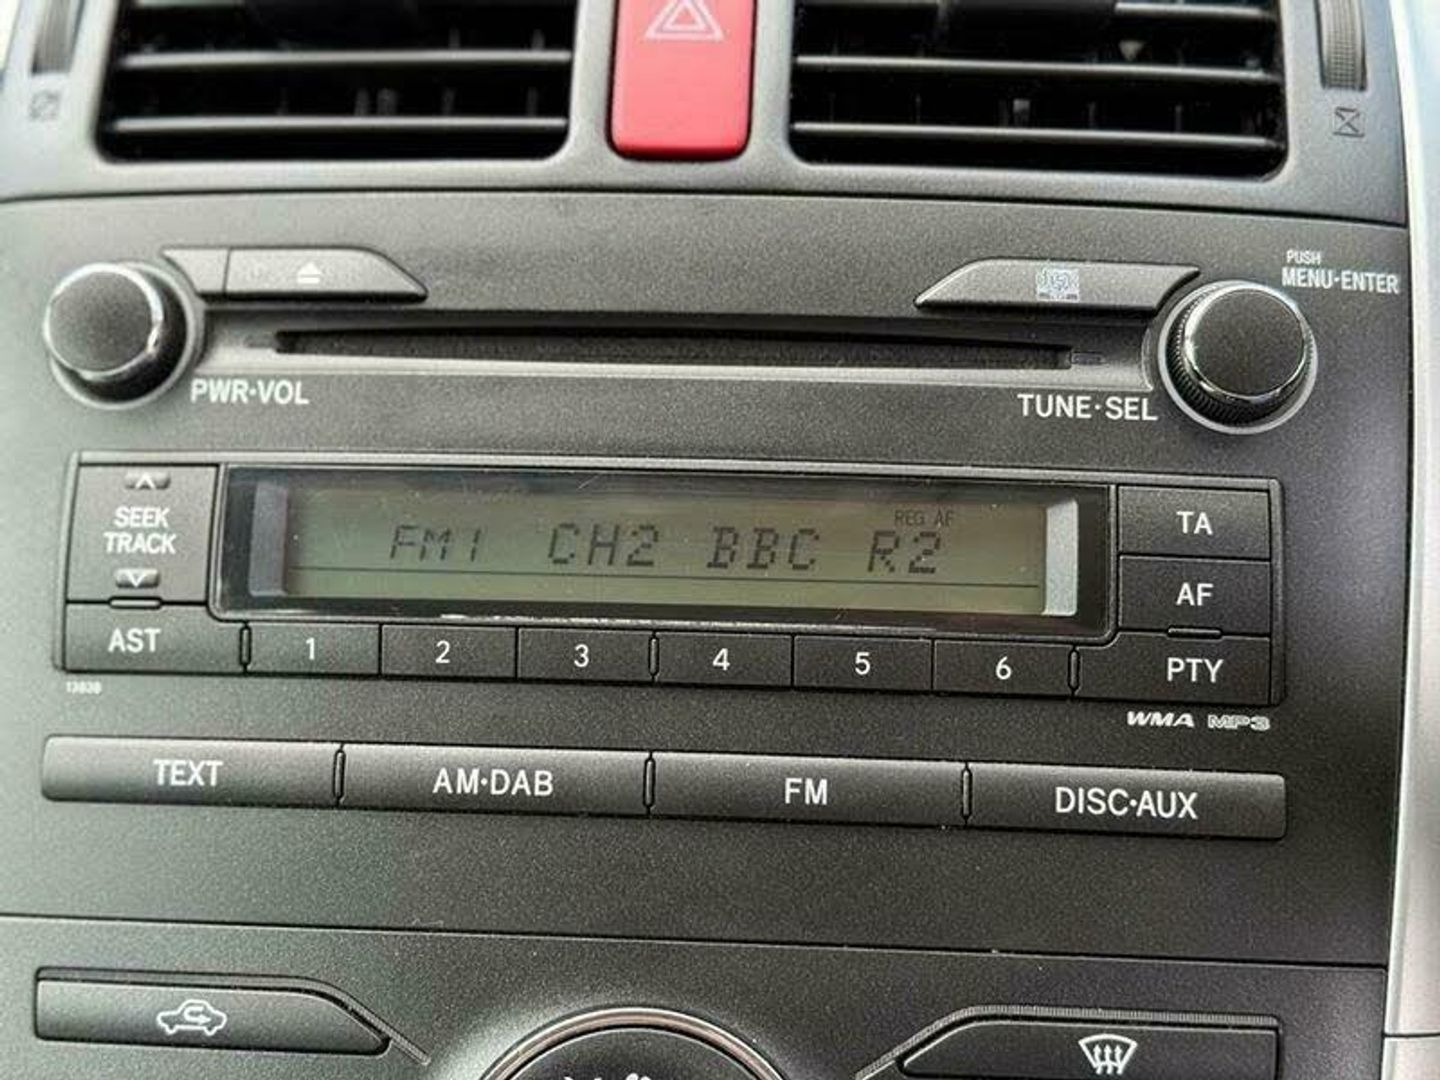 PUSH
MENU·ENTER
PWR·VOL
TUNE·SEL
SEEK
TRACK
REG AF
FM1 CH2 BBC R2
TA
AF
AST
1 2 3 4 5 6
PTY
WMA MP3
TEXT
AM·DAB
FM
DISC·AUX